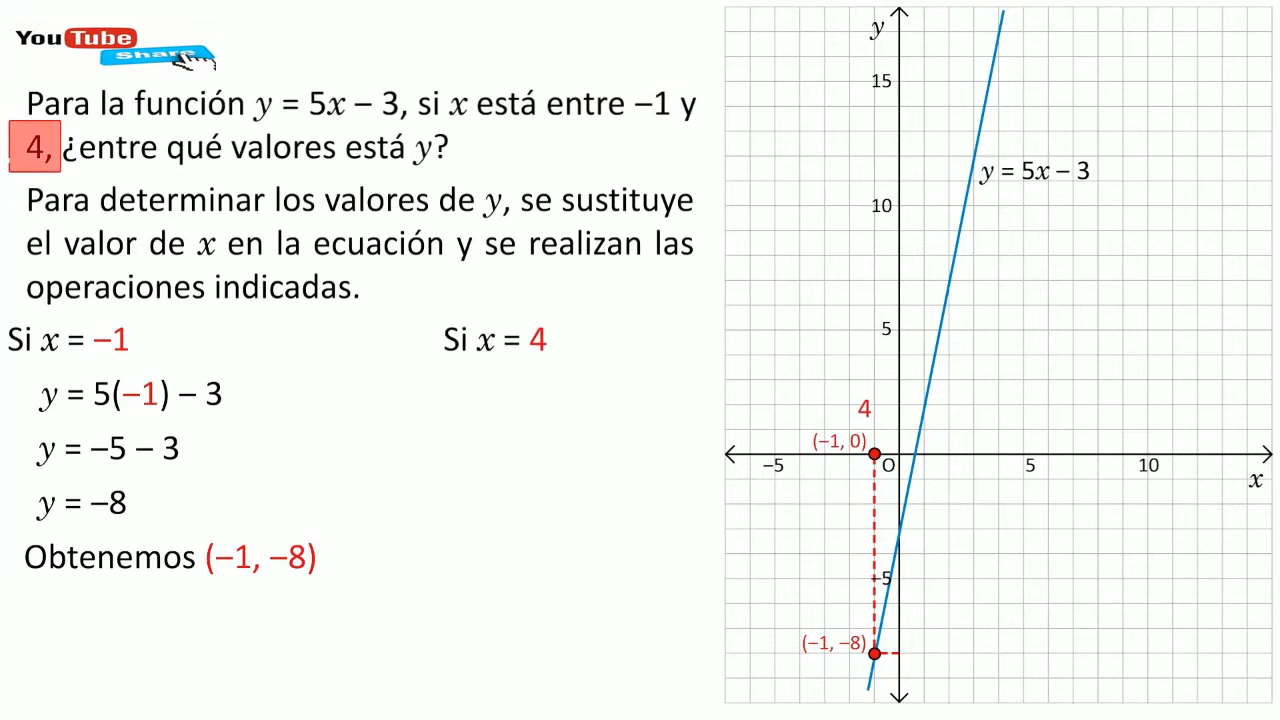 You Tube
Share
Para la función y = 5x – 3, si x está entre –1 y
4, ¿entre qué valores está y?
Para determinar los valores de y, se sustituye
el valor de x en la ecuación y se realizan las
operaciones indicadas.
Si x = –1
y = 5(–1) – 3
y = –5 – 3
y = –8
Obtenemos (–1, –8)
Si x = 4
y
15
y = 5x – 3
10
5
4
(–1, 0)
–5
O
5
10
x
–5
(–1, –8)